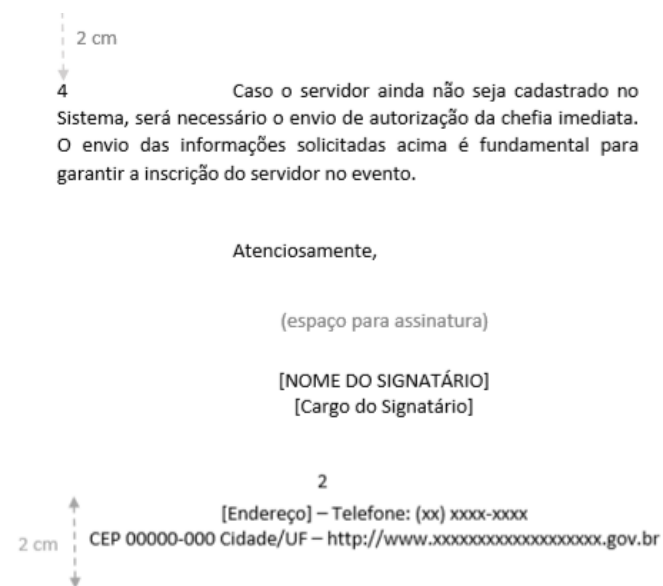 2 cm
4 Caso o servidor ainda não seja cadastrado no
Sistema, será necessário o envio de autorização da chefia imediata.
O envio das informações solicitadas acima é fundamental para
garantir a inscrição do servidor no evento.
Atenciosamente,
(espaço para assinatura)
[NOME DO SIGNATÁRIO]
[Cargo do Signatário]
2
[Endereço] – Telefone: (xx) xxxx-xxxx
2 cm
CEP 00000-000 Cidade/UF – http://www.xxxxxxxxxxxxxxxxxxx.gov.br